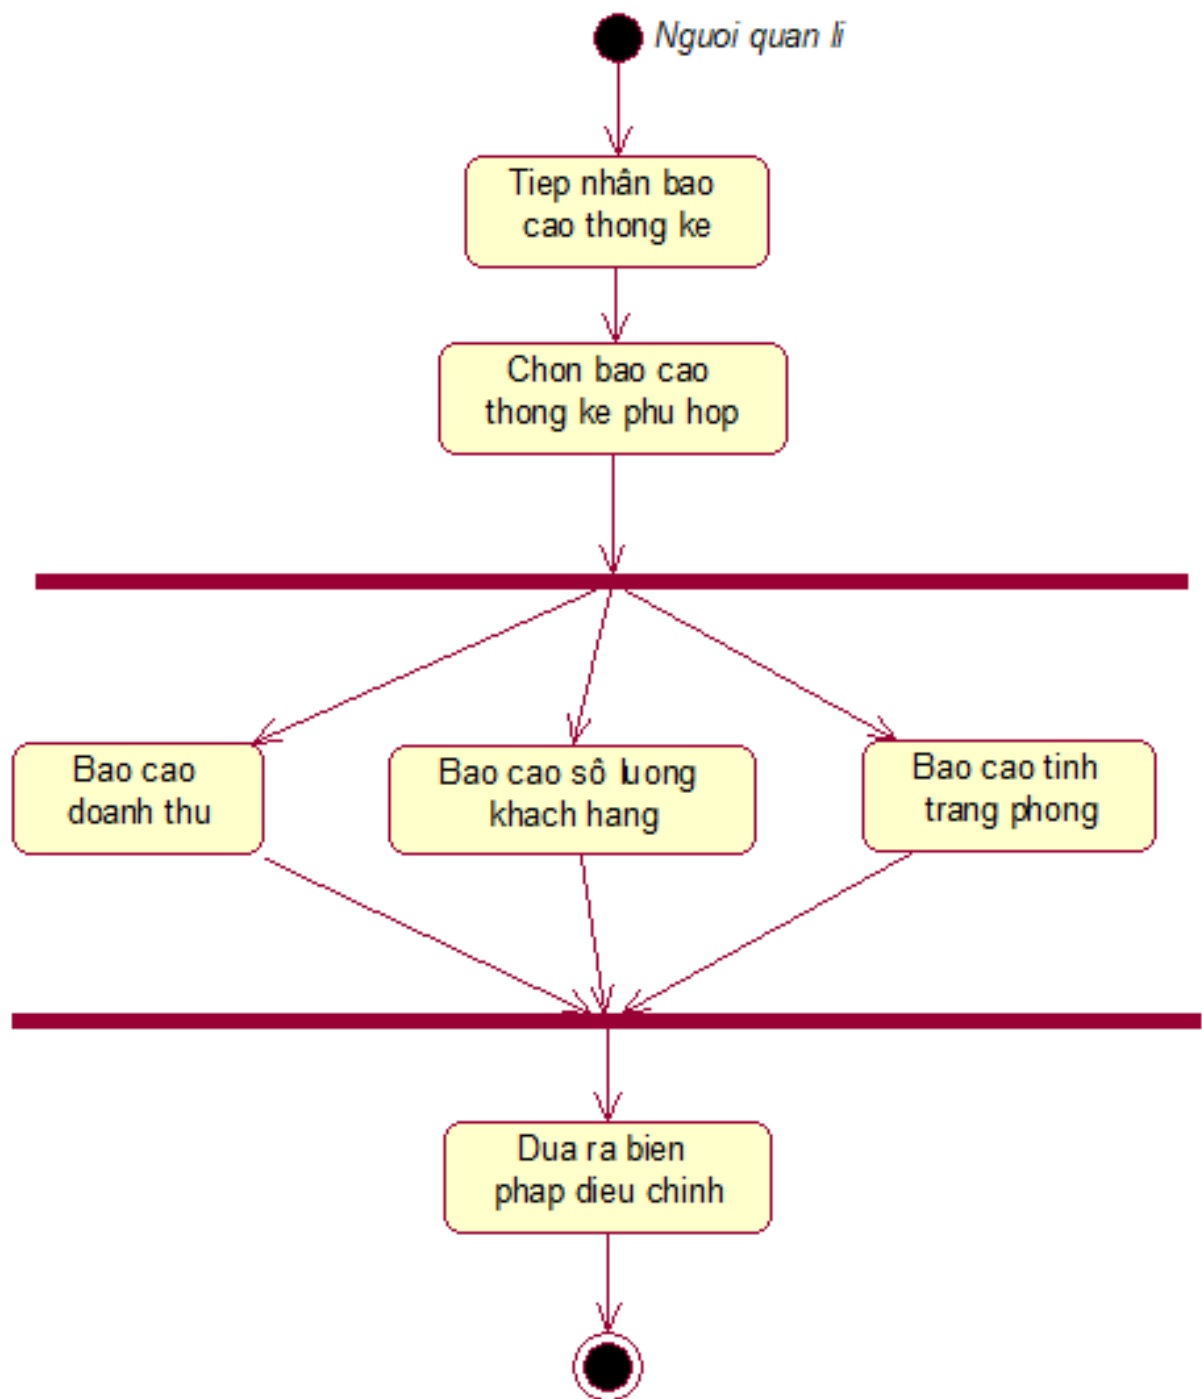 Nguoi quan li
Tiep nhân bao
cao thong ke
Chon bao cao
thong ke phu hop
Bao cao
doanh thu
Bao cao sô luong
khach hang
Bao cao tinh
trang phong
Dua ra bien
phap dieu chinh